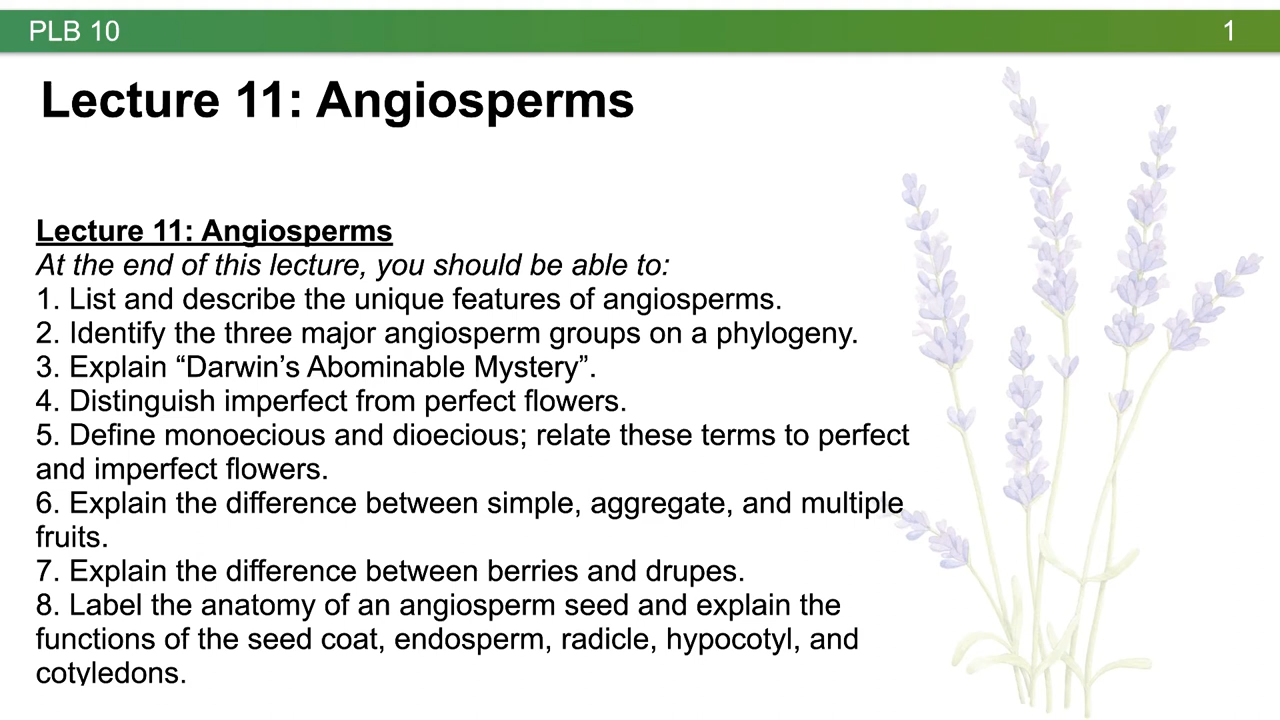 PLB 10
1
Lecture 11: Angiosperms
Lecture 11: Angiosperms
At the end of this lecture, you should be able to:
1. List and describe the unique features of angiosperms.
2. Identify the three major angiosperm groups on a phylogeny.
3. Explain “Darwin’s Abominable Mystery”.
4. Distinguish imperfect from perfect flowers.
5. Define monoecious and dioecious; relate these terms to perfect
and imperfect flowers.
6. Explain the difference between simple, aggregate, and multiple
fruits.
7. Explain the difference between berries and drupes.
8. Label the anatomy of an angiosperm seed and explain the
functions of the seed coat, endosperm, radicle, hypocotyl, and
cotyledons.